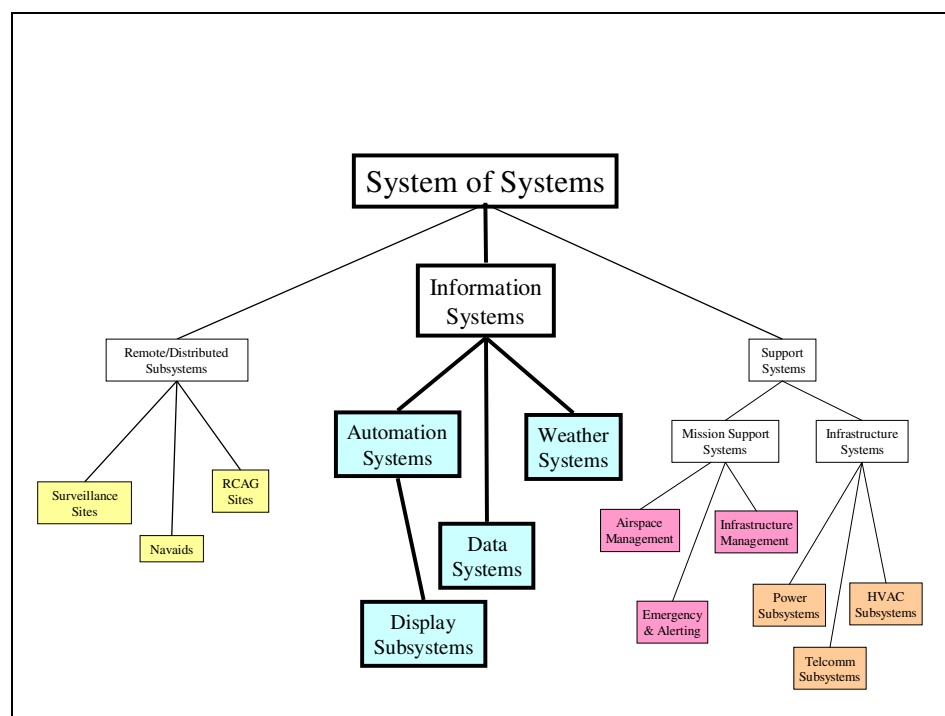 System of Systems
Information
Systems
Remote/Distributed
Subsystems
Support
Systems
Automation
Systems
Weather
Systems
Mission Support
Systems
Infrastructure
Systems
Surveillance
Sites
RCAG
Sites
Navaids
Data
Systems
Display
Subsystems
Airspace
Management
Infrastructure
Management
Emergency
& Alerting
Power
Subsystems
HVAC
Subsystems
Telcomm
Subsystems